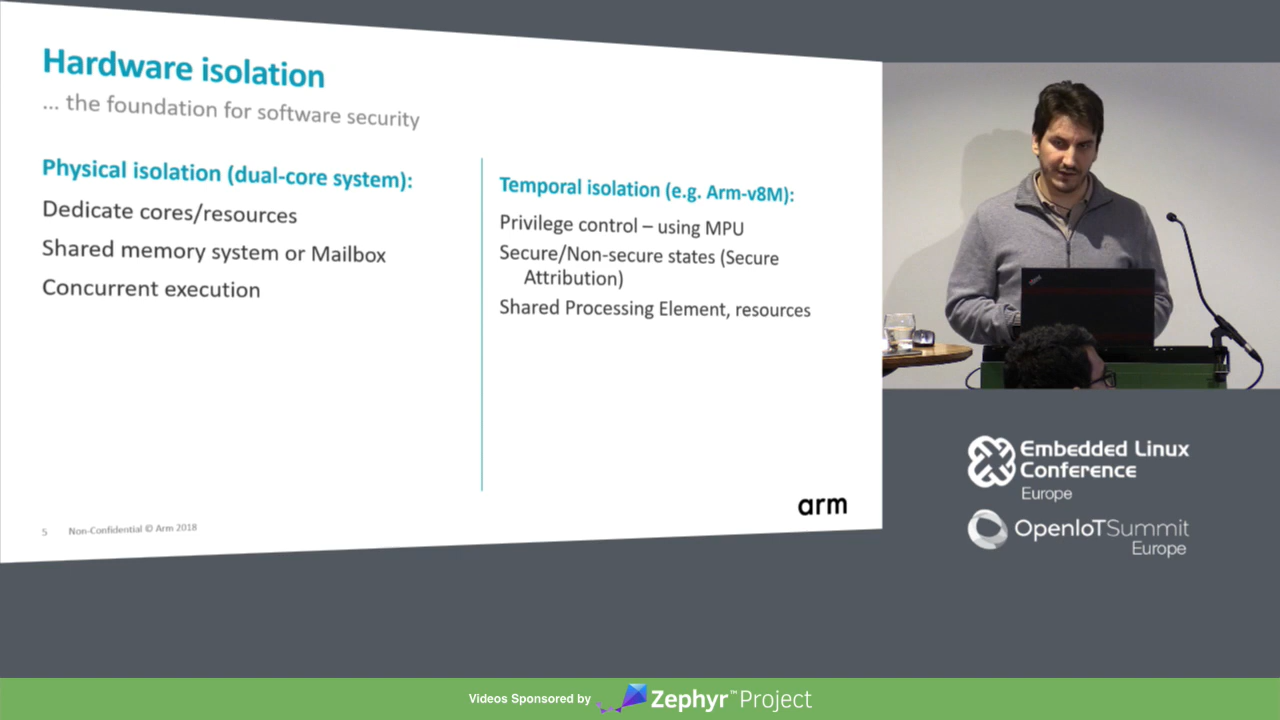 Hardware isolation
... the foundation for software security
Physical isolation (dual-core system):
Dedicate cores/resources
Shared memory system or Mailbox
Concurrent execution
Temporal isolation (e.g. Arm-v8M):
Privilege control – using MPU
Secure/Non-secure states (Secure
Attribution)
Shared Processing Element, resources
5 Non-Confidential © Arm 2018
arm
Embedded Linux
Conference
Europe
OpenIoTSummit
Europe
Videos Sponsored by Zephyr™Project